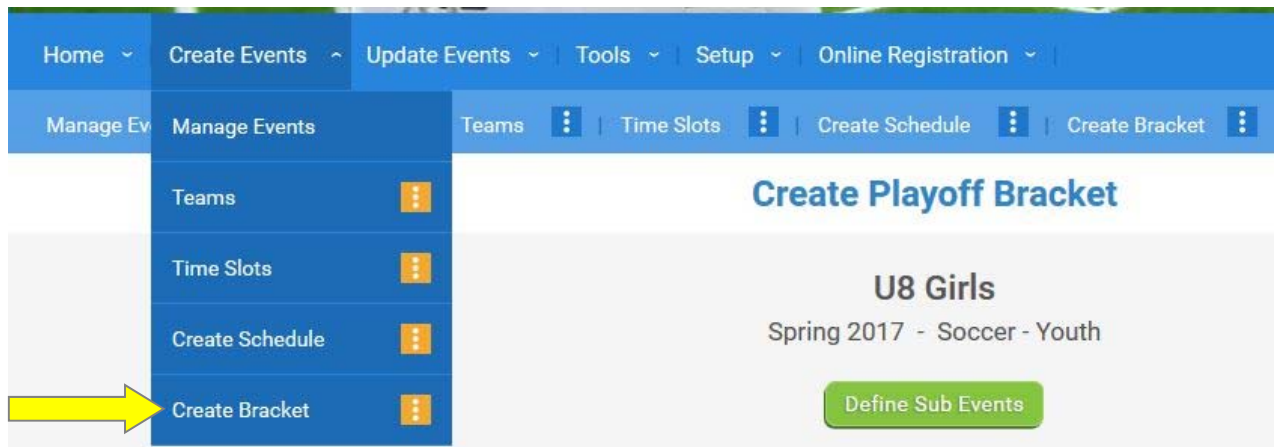 Home Create Events Update Events Tools Setup Online Registration
Manage Ev Teams Time Slots Create Schedule Create Bracket
Manage Events
Teams
Time Slots
Create Schedule
Create Bracket
Create Playoff Bracket
U8 Girls
Spring 2017 - Soccer - Youth
Define Sub Events